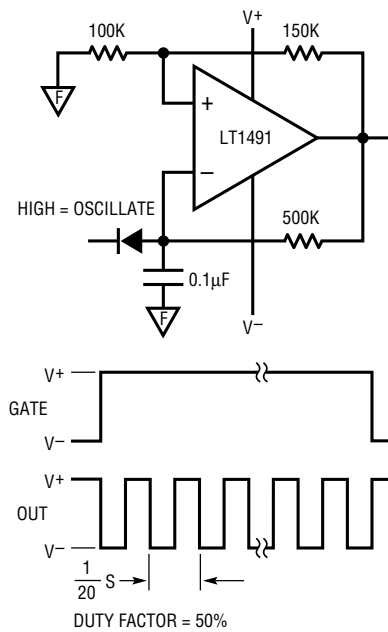 100K
V+
150K
F
+
LT1491
−
HIGH = OSCILLATE
500K
0.1µF
F
V−
V+
GATE
V−
V+
OUT
V−
1/20 S
DUTY FACTOR = 50%